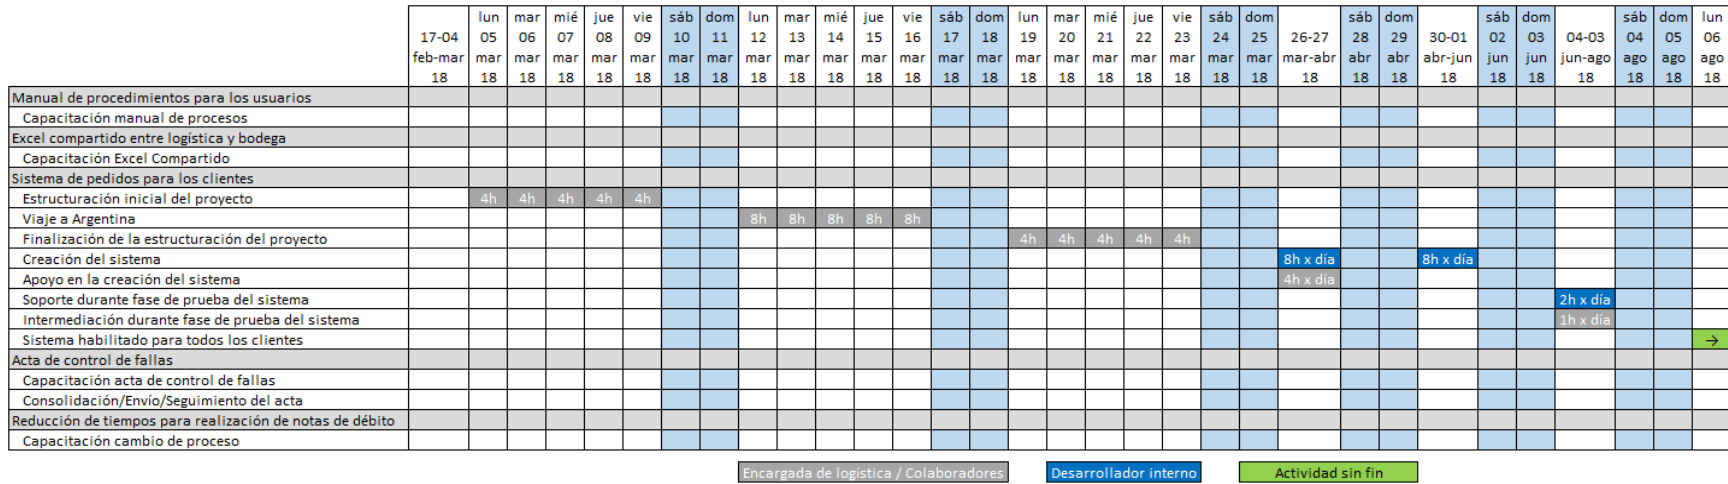 lun mar mié jue vie sáb dom lun mar mié jue vie sáb dom lun mar mié jue vie sáb dom sáb dom sáb dom sáb dom lun
17-04 05 06 07 08 09 10 11 12 13 14 15 16 17 18 19 20 21 22 23 24 25 26-27 28 29 30-01 02 03 04-03 04 05 06
feb-mar mar mar mar mar mar mar mar mar mar mar mar mar mar mar mar mar mar mar mar mar mar mar-abr abr abr abr-jun jun jun jun-ago ago ago ago
18 18 18 18 18 18 18 18 18 18 18 18 18 18 18 18 18 18 18 18 18 18 18 18 18 18 18 18 18 18 18 18
Manual de procedimientos para los usuarios
Capacitación manual de procesos
Excel compartido entre logística y bodega
Capacitación Excel Compartido
Sistema de pedidos para los clientes
Estructuración inicial del proyecto 4h 4h 4h 4h 4h
Viaje a Argentina 8h 8h 8h 8h 8h
Finalización de la estructuración del proyecto 4h 4h 4h 4h 4h
Creación del sistema 8h x día 8h x día
Apoyo en la creación del sistema 4h x día
Soporte durante fase de prueba del sistema 2h x día
Intermediación durante fase de prueba del sistema 1h x día
Sistema habilitado para todos los clientes →
Acta de control de fallas
Capacitación acta de control de fallas
Consolidación/Envío/Seguimiento del acta
Reducción de tiempos para realización de notas de débito
Capacitación cambio de proceso
Encargada de logística / Colaboradores Desarrollador interno Actividad sin fin